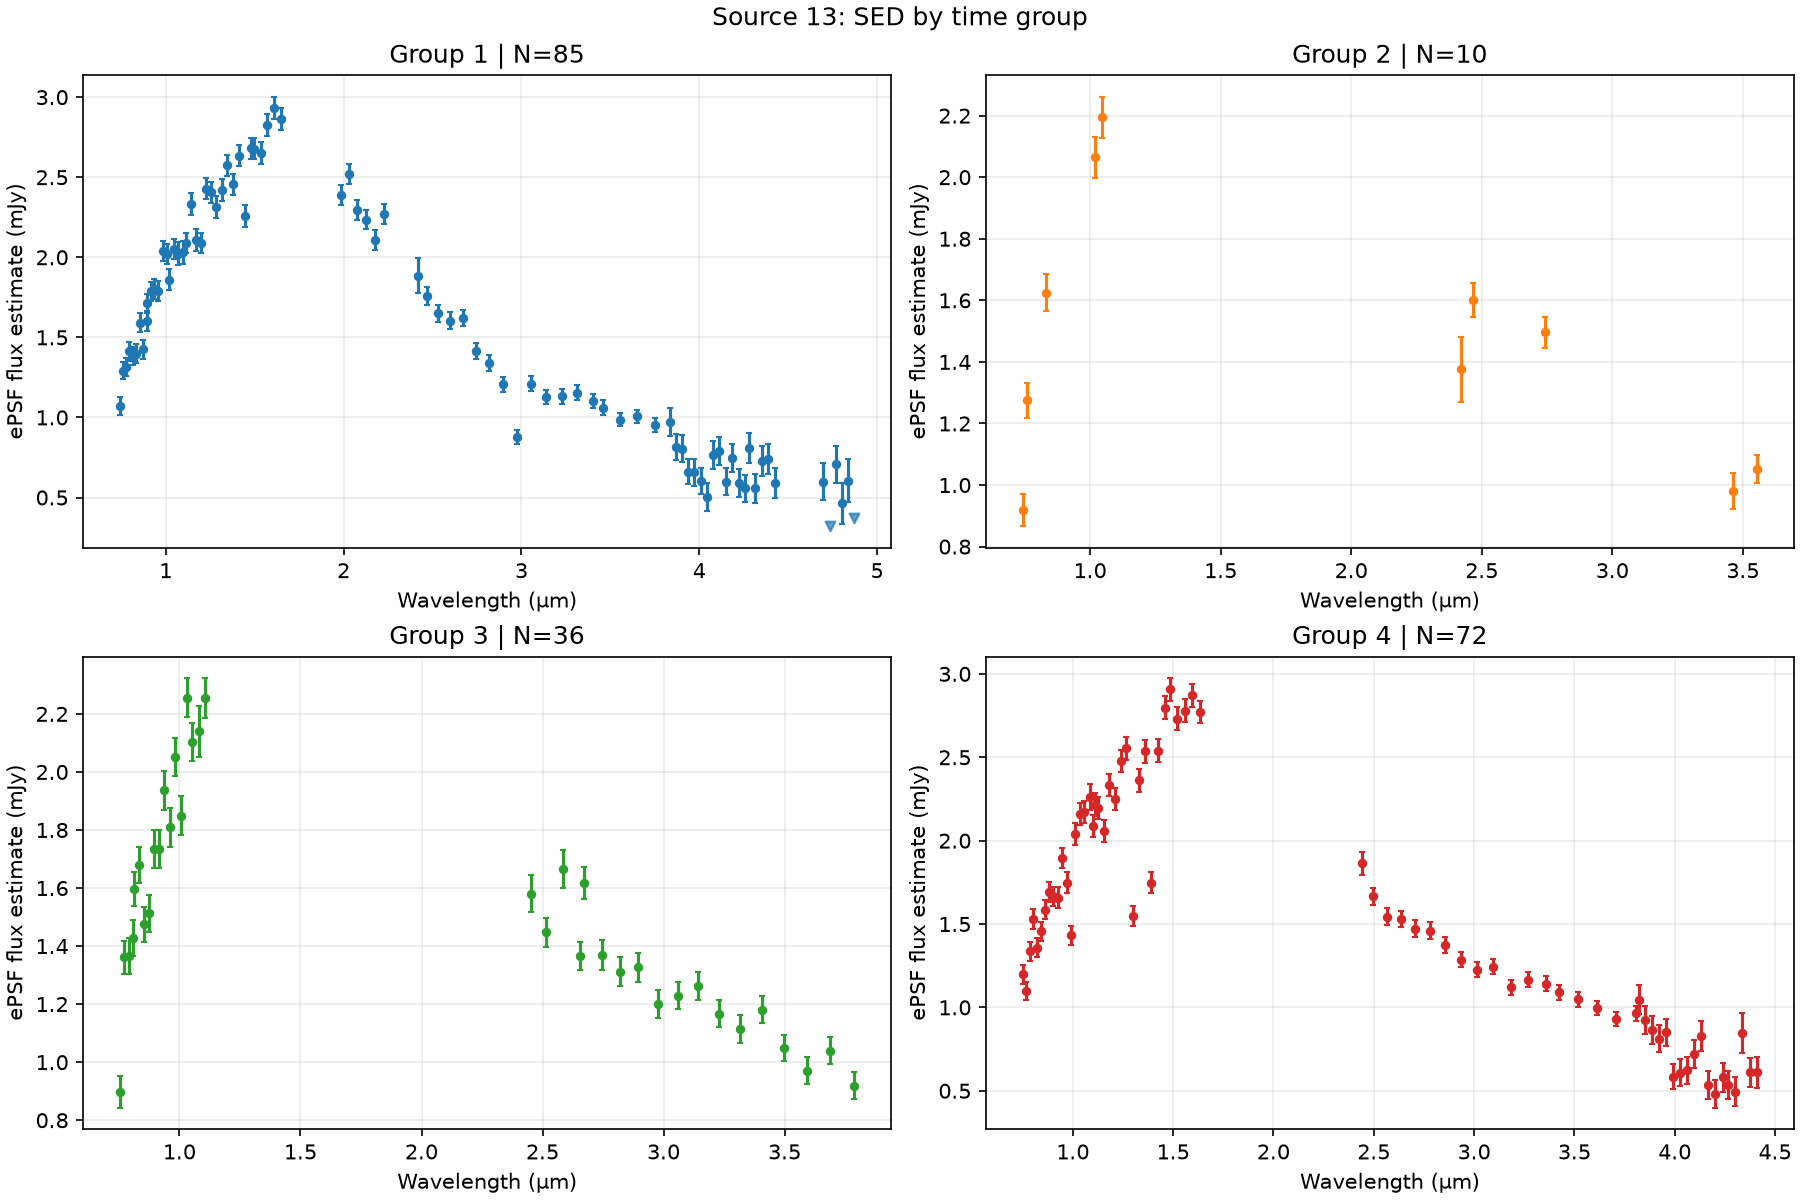 Source 13: SED by time group
Group 1 | N=85
ePSF flux estimate (mJy)
3.0
2.5
2.0
1.5
1.0
0.5
1 2 3 4 5
Wavelength (μm)
Group 2 | N=10
ePSF flux estimate (mJy)
2.2
2.0
1.8
1.6
1.4
1.2
1.0
0.8
1.0 1.5 2.0 2.5 3.0 3.5
Wavelength (μm)
Group 3 | N=36
ePSF flux estimate (mJy)
2.2
2.0
1.8
1.6
1.4
1.2
1.0
0.8
1.0 1.5 2.0 2.5 3.0 3.5
Wavelength (μm)
Group 4 | N=72
ePSF flux estimate (mJy)
3.0
2.5
2.0
1.5
1.0
0.5
1.0 1.5 2.0 2.5 3.0 3.5 4.0 4.5
Wavelength (μm)